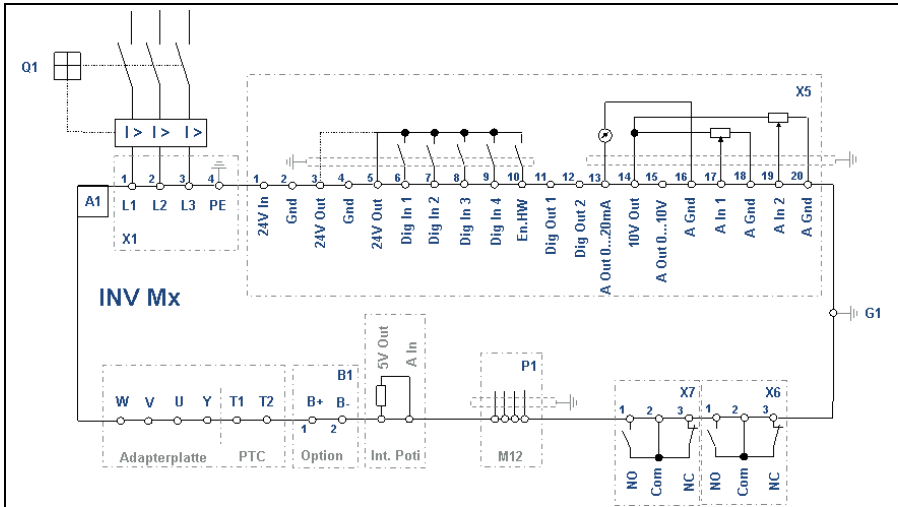 Q1
I > I > I >
X5
1 2 3 4
1 2 3 4 5 6 7 8 9 10 11 12 13 14 15 16 17 18 19 20
A1
L1 L2 L3 PE
X1
24V In
Gnd
24V Out
Gnd
24V Out
Dig In 1
Dig In 2
Dig In 3
Dig In 4
En.HW
Dig Out 1
Dig Out 2
A Out 0...20mA
10V Out
A Out 0...10V
A Gnd
A In 1
A Gnd
A In 2
A Gnd
INV Mx
G1
W V U Y T1 T2
Adapterplatte PTC
B1
B+ B-
1 2
Option
5V Out
A In
Int. Poti
P1
M12
X7
1 2 3
NO
Com
NC
X6
1 2 3
NO
Com
NC